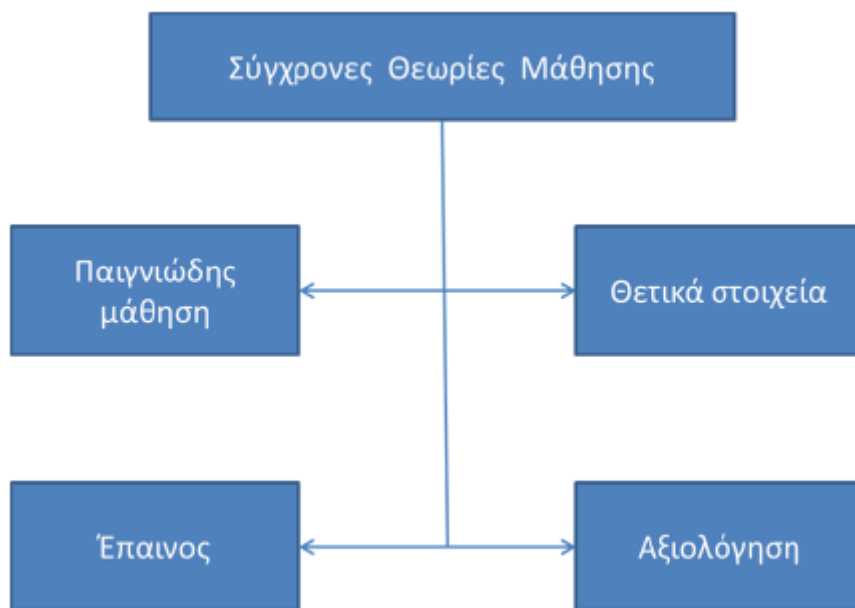 Σύγχρονες Θεωρίες Μάθησης
Παιγνιώδης
μάθηση
Θετικά στοιχεία
Έπαινος
Αξιολόγηση